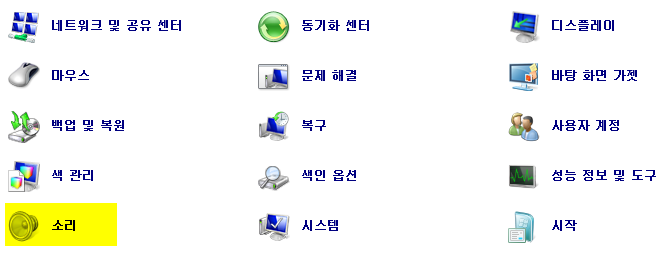 네트워크 및 공유 센터
동기화 센터
디스플레이
마우스
문제 해결
바탕 화면 가젯
백업 및 복원
복구
사용자 계정
색 관리
색인 옵션
성능 정보 및 도구
소리
시스템
시작